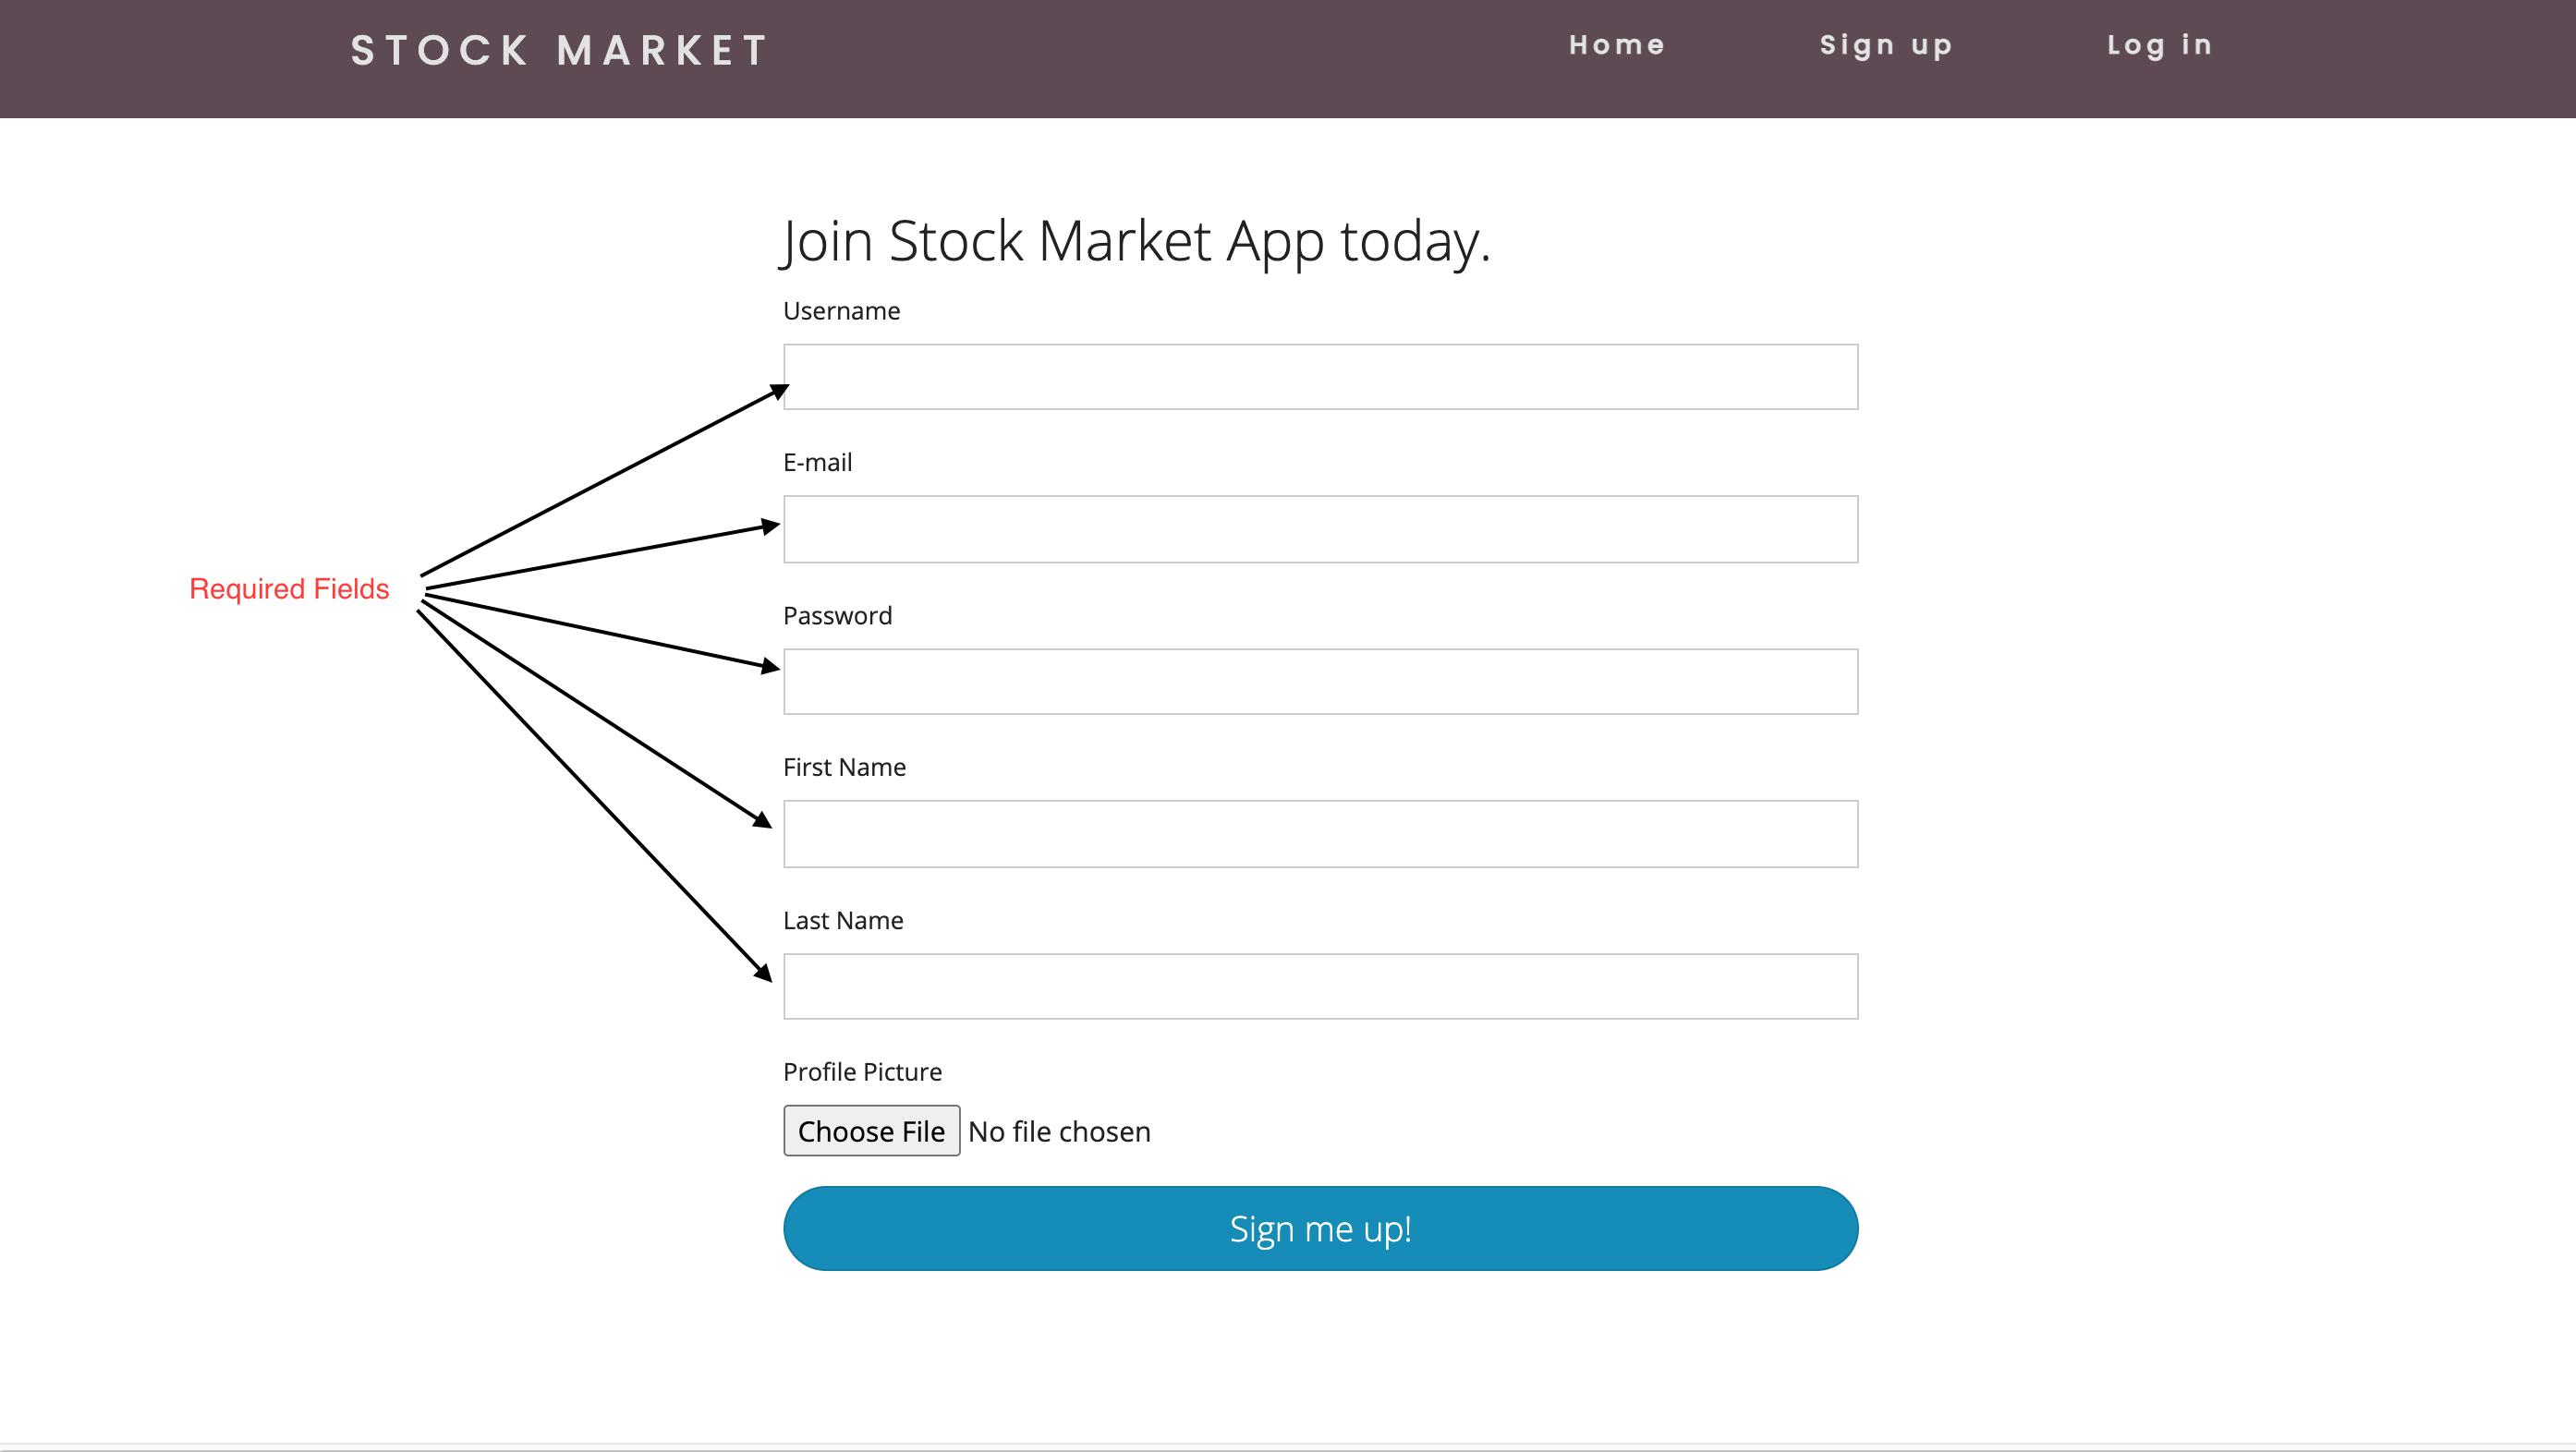 STOCK MARKET
Home
Sign up
Log in
Join Stock Market App today.
Username
E-mail
Required Fields
Password
First Name
Last Name
Profile Picture
Choose File No file chosen
Sign me up!